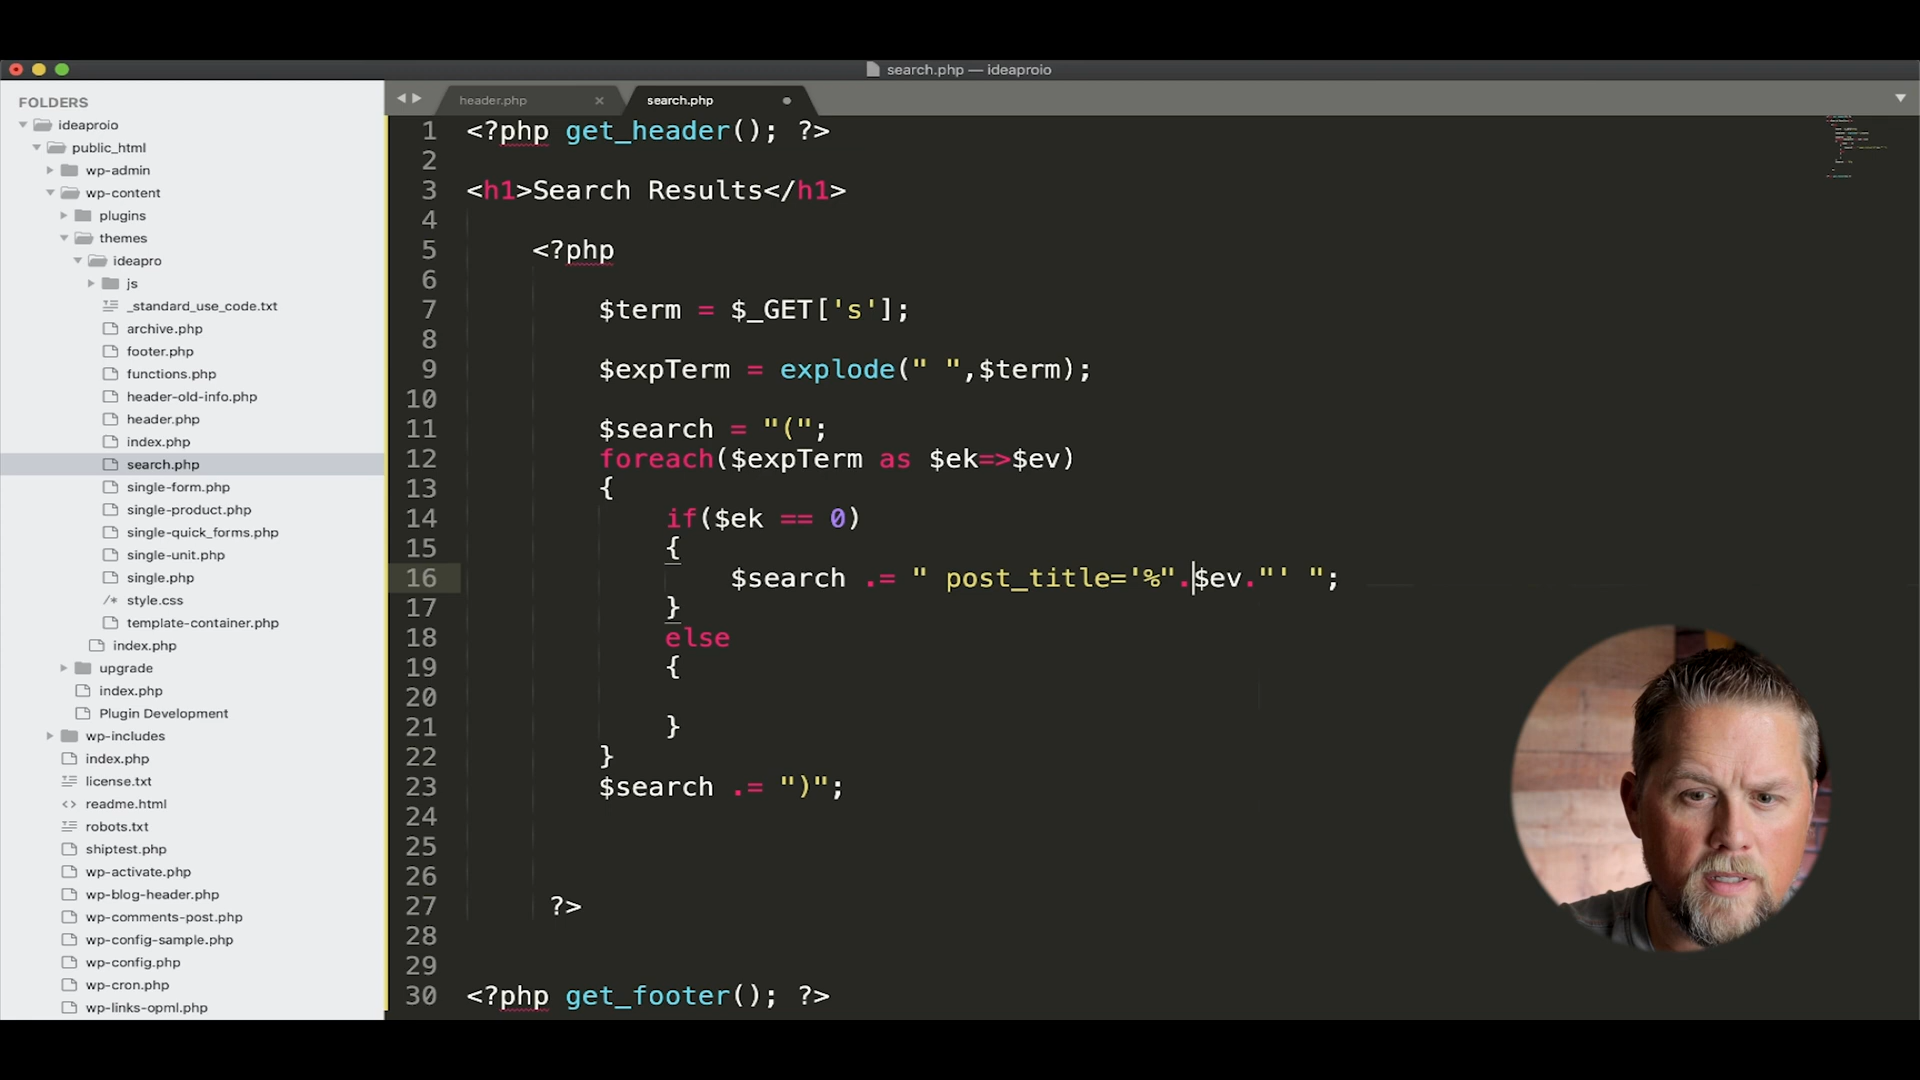 search.php — ideaproio
FOLDERS
ideaproio
public_html
wp-admin
wp-content
plugins
themes
ideapro
js
_standard_use_code.txt
archive.php
footer.php
functions.php
header-old-info.php
header.php
index.php
search.php
single-form.php
single-product.php
single-quick_forms.php
single-unit.php
single.php
/* style.css
template-container.php
index.php
upgrade
index.php
Plugin Development
wp-includes
index.php
license.txt
<> readme.html
robots.txt
shiptest.php
wp-activate.php
wp-blog-header.php
wp-comments-post.php
wp-config-sample.php
wp-config.php
wp-cron.php
wp-links-opml.php
header.php ×
search.php
1 <?php get_header(); ?>
2
3 <h1>Search Results</h1>
4
5 <?php
6
7 $term = $_GET['s'];
8
9 $expTerm = explode(" ",$term);
10
11 $search = "(";
12 foreach($expTerm as $ek=>$ev)
13 {
14 if($ek == 0)
15 {
16 $search .= " post_title='%".$ev."' ";
17 }
18 else
19 {
20
21 }
22 }
23 $search .= ")";
24
25
26
27 ?>
28
29
30 <?php get_footer(); ?>